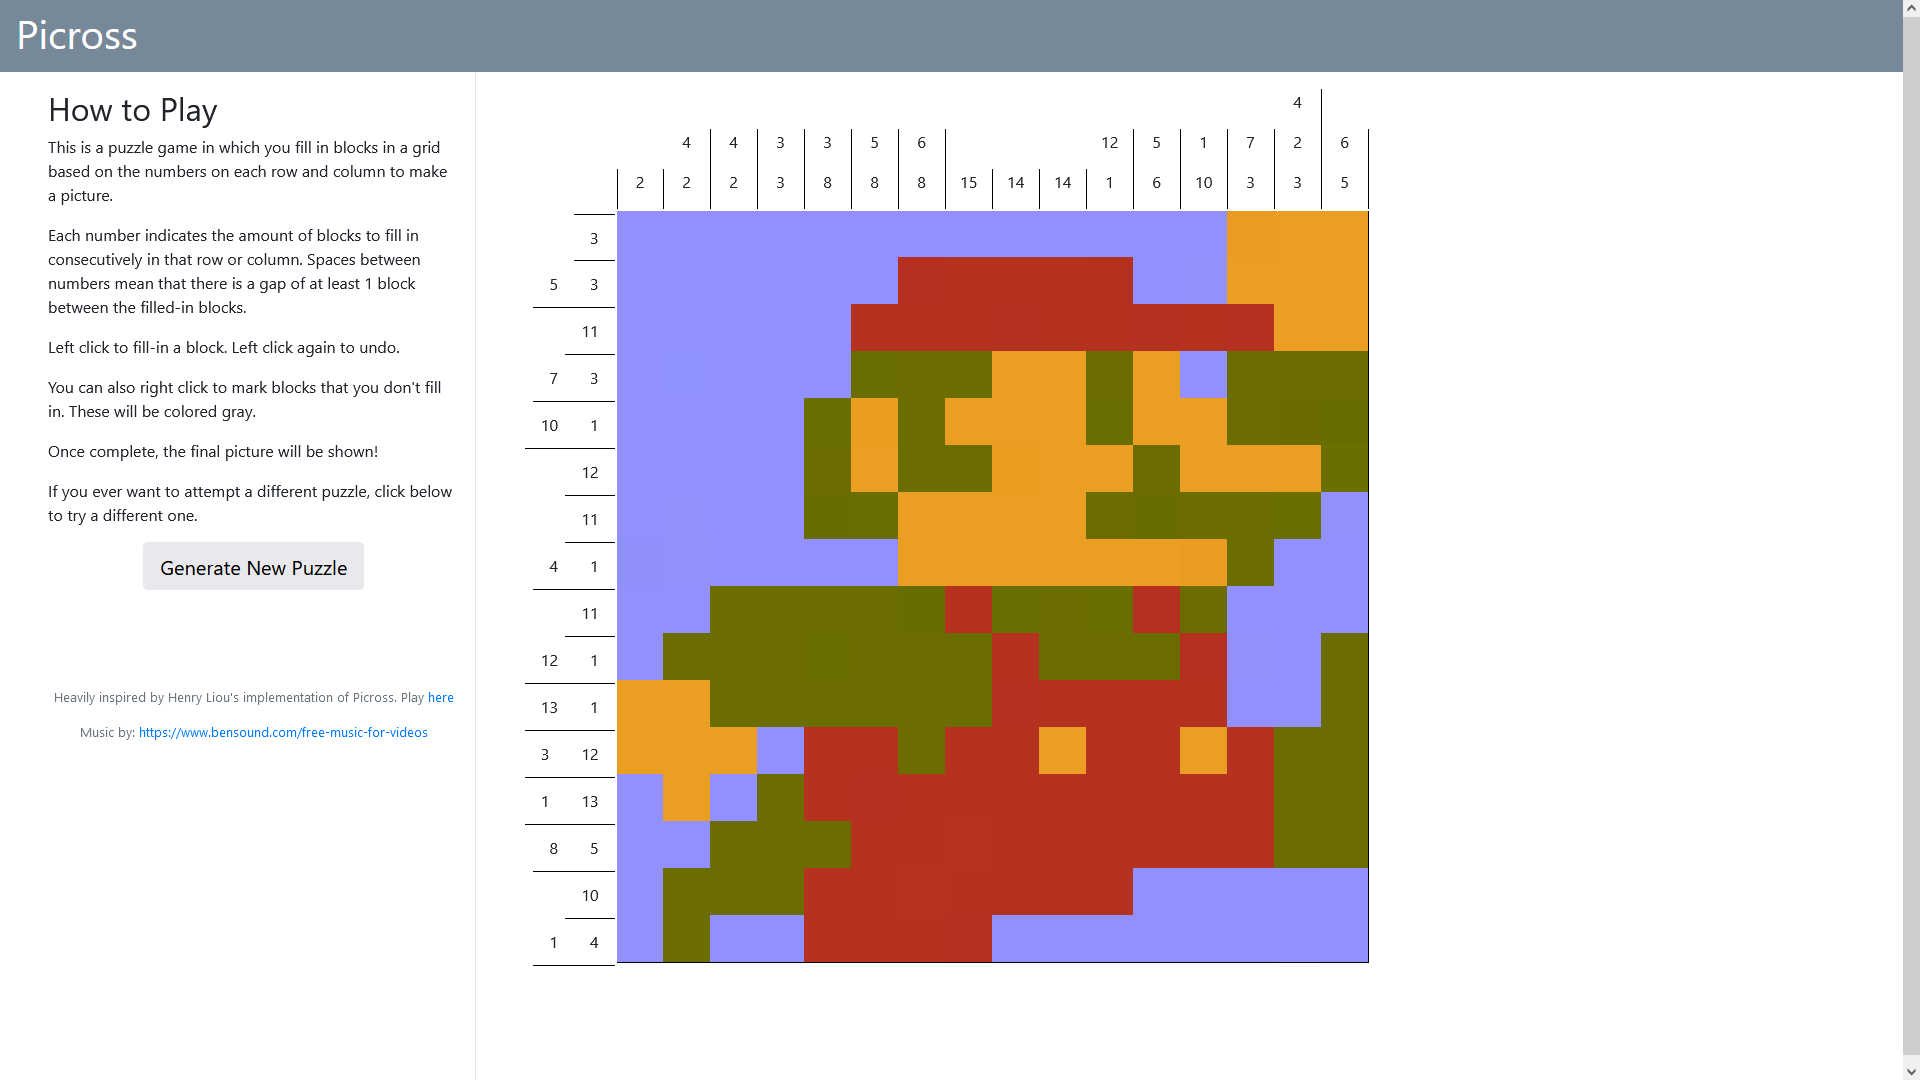 Picross
How to Play
This is a puzzle game in which you fill in blocks in a grid
based on the numbers on each row and column to make
a picture.
Each number indicates the amount of blocks to fill in
consecutively in that row or column. Spaces between
numbers mean that there is a gap of at least 1 block
between the filled-in blocks.
Left click to fill-in a block. Left click again to undo.
You can also right click to mark blocks that you don't fill
in. These will be colored gray.
Once complete, the final picture will be shown!
If you ever want to attempt a different puzzle, click below
to try a different one.
Generate New Puzzle
Heavily inspired by Henry Liou's implementation of Picross. Play here
Music by: https://www.bensound.com/free-music-for-videos
4
4 4 3 3 5 6 12 5 1 7 2 6
2 2 2 3 8 8 8 15 14 14 1 6 10 3 3 5
3
5 3
11
7 3
10 1
12
11
4 1
11
12 1
13 1
3 12
1 13
8 5
10
1 4